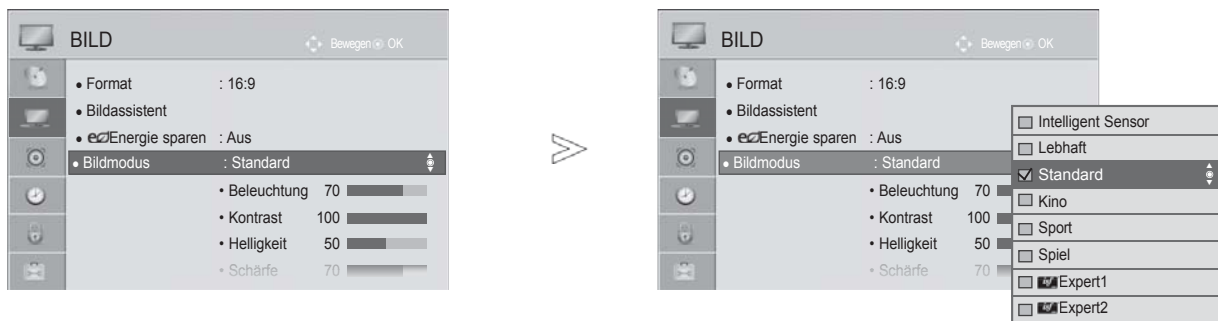 BILD
Bewegen OK
• Format : 16:9
• Bildassistent
• eco Energie sparen : Aus
• Bildmodus : Standard
• Beleuchtung 70
• Kontrast 100
• Helligkeit 50
• Schärfe 70
BILD
Bewegen OK
• Format : 16:9
• Bildassistent
• eco Energie sparen : Aus
• Bildmodus : Standard
• Beleuchtung 70
• Kontrast 100
• Helligkeit 50
• Schärfe 70
Intelligent Sensor
Lebhaft
Standard
Kino
Sport
Spiel
Expert1
Expert2